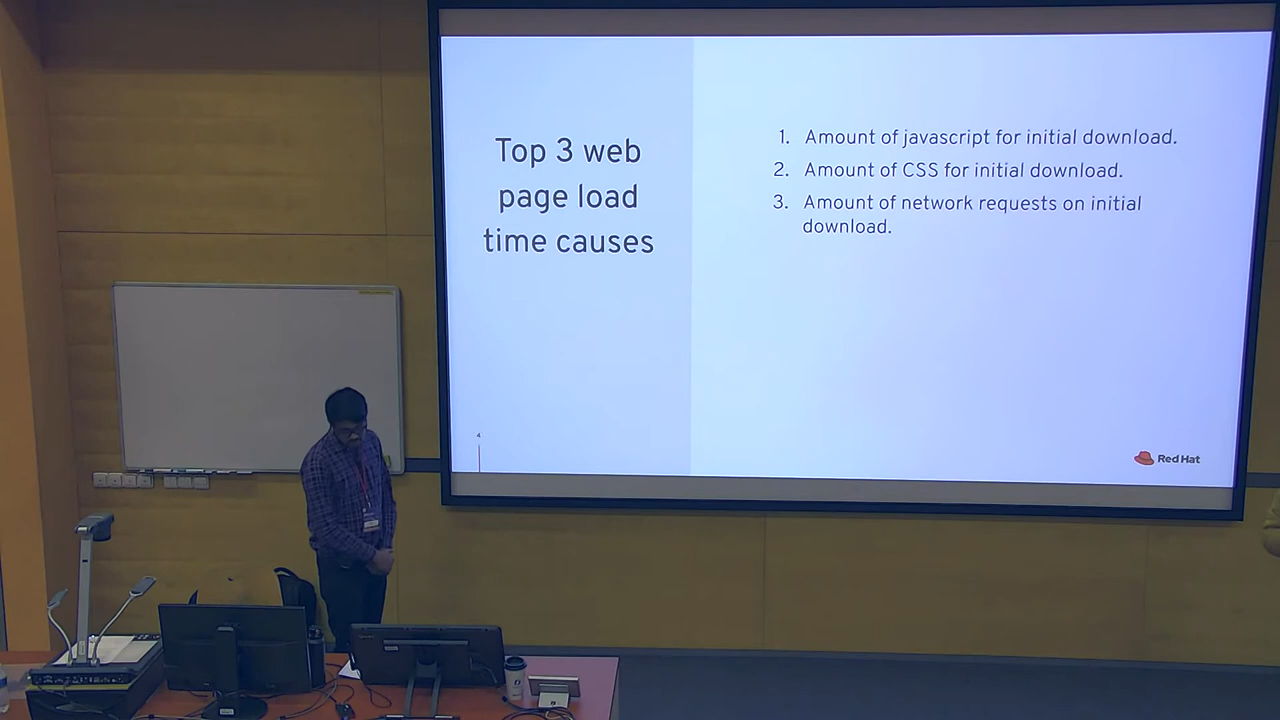 Top 3 web
page load
time causes
1. Amount of javascript for initial download.
2. Amount of CSS for initial download.
3. Amount of network requests on initial
download.
4
Red Hat